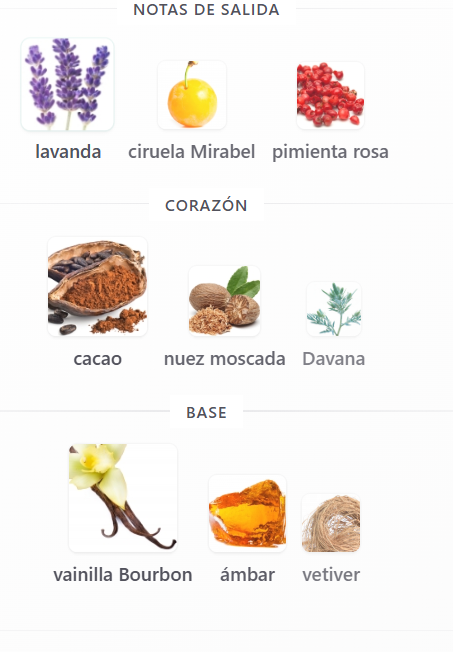 NOTAS DE SALIDA
lavanda ciruela Mirabel pimienta rosa
CORAZÓN
cacao nuez moscada Davana
BASE
vainilla Bourbon ámbar vetiver